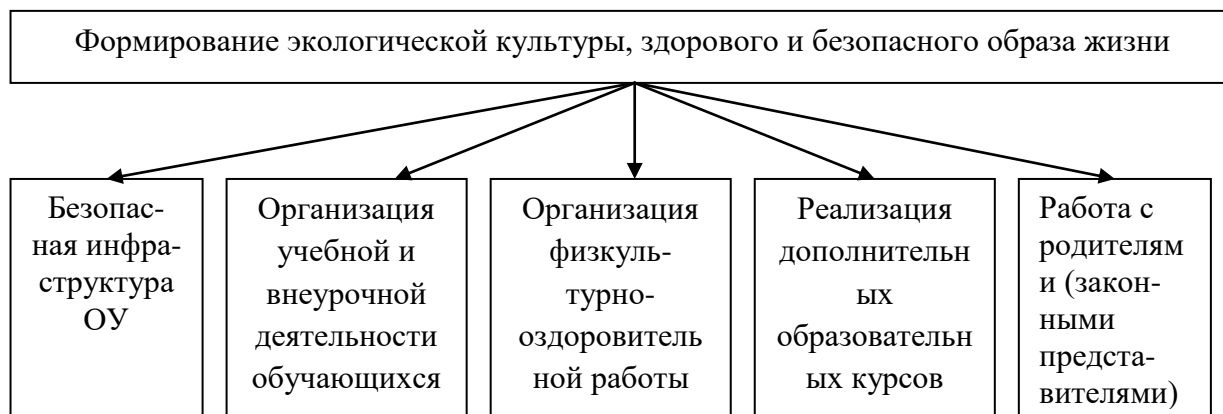 Формирование экологической культуры, здорового и безопасного образа жизни
Безопас-
ная инфра-
структура
ОУ
Организация
учебной и
внеурочной
деятельности
обучающихся
Организация
физкуль-
турно-
оздоровитель
ной работы
Реализация
дополнительн
ых
образовательн
ых курсов
Работа с
родителям
и (закон-
ными
предста-
вителями)